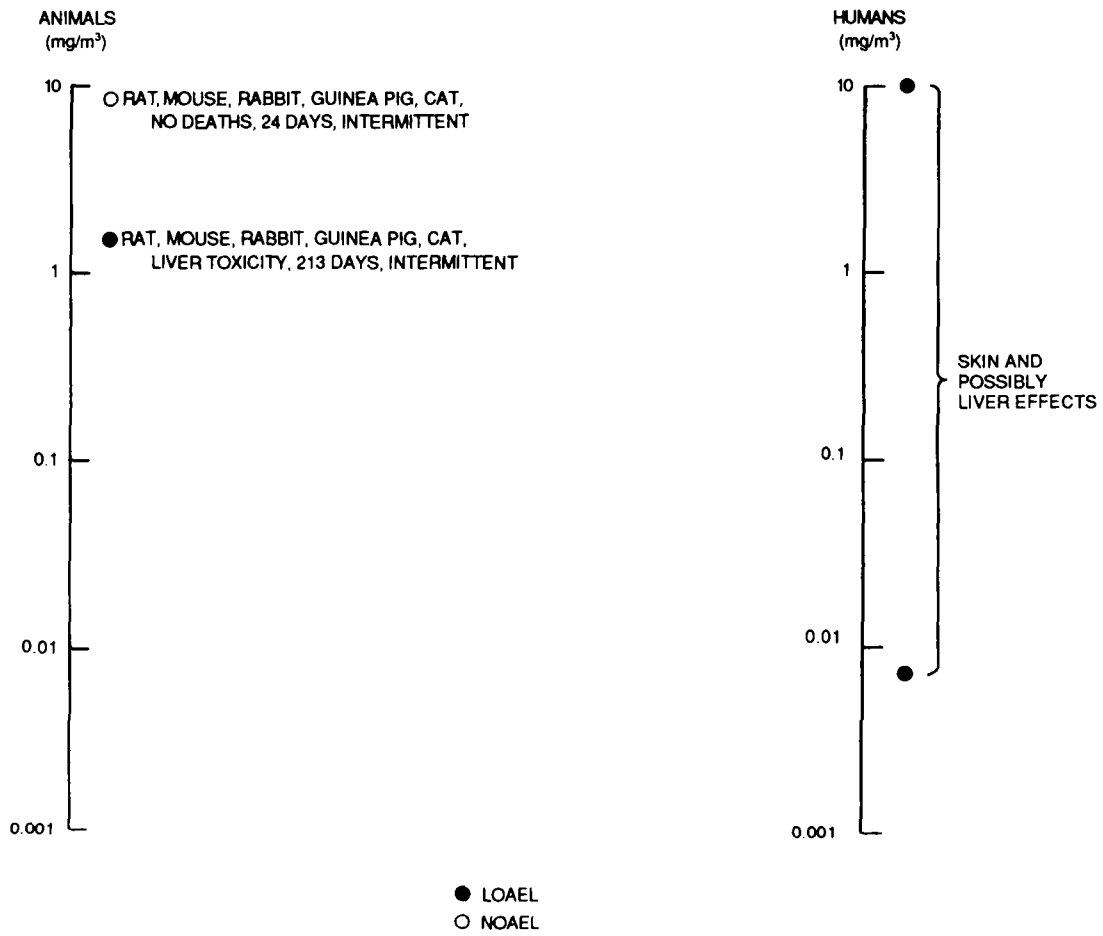 ANIMALS
(mg/m³)
10
○ RAT, MOUSE, RABBIT, GUINEA PIG, CAT,
NO DEATHS, 24 DAYS, INTERMITTENT
● RAT, MOUSE, RABBIT, GUINEA PIG, CAT,
LIVER TOXICITY, 213 DAYS, INTERMITTENT
1
0.1
0.01
0.001
HUMANS
(mg/m³)
10
1
SKIN AND
POSSIBLY
LIVER EFFECTS
0.1
0.01
0.001
● LOAEL
○ NOAEL